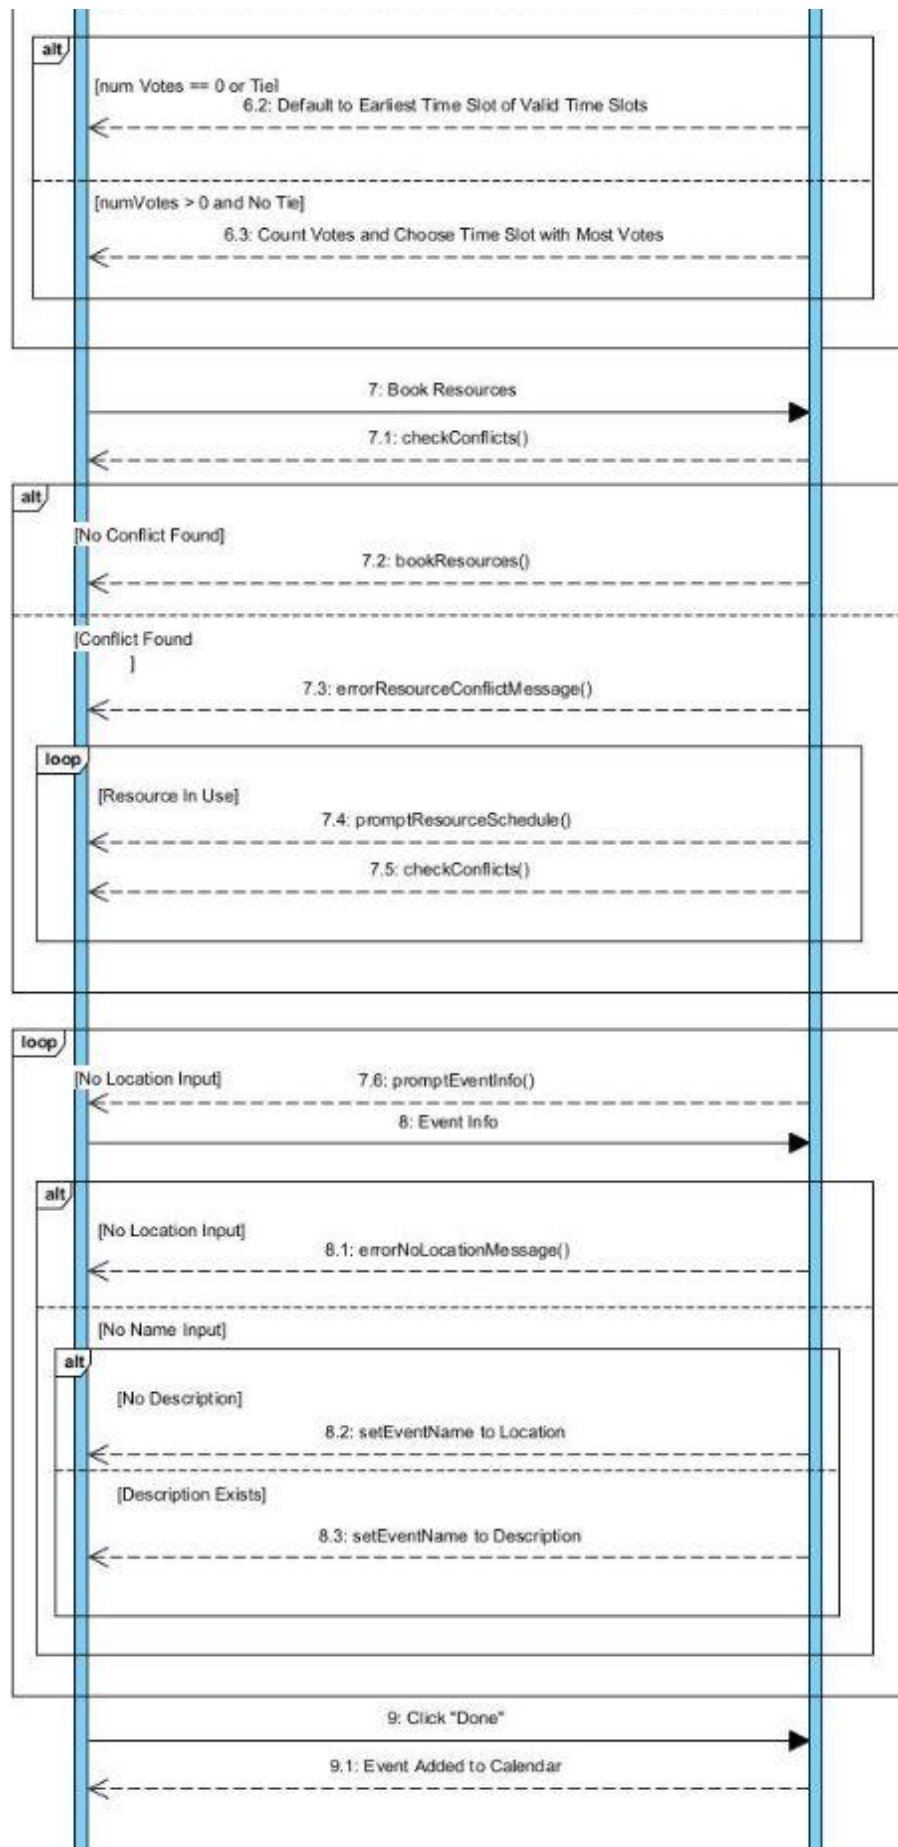 alt
[num Votes == 0 or Tie]
6.2: Default to Earliest Time Slot of Valid Time Slots
[numVotes > 0 and No Tie]
6.3: Count Votes and Choose Time Slot with Most Votes
7: Book Resources
7.1: checkConflicts()
alt
[No Conflict Found]
7.2: bookResources()
[Conflict Found
]
7.3: errorResourceConflictMessage()
loop
[Resource In Use]
7.4: promptResourceSchedule()
7.5: checkConflicts()
loop
[No Location Input]
7.6: promptEventInfo()
8: Event Info
alt
[No Location Input]
8.1: errorNoLocationMessage()
[No Name Input]
alt
[No Description]
8.2: setEventName to Location
[Description Exists]
8.3: setEventName to Description
9: Click "Done"
9.1: Event Added to Calendar